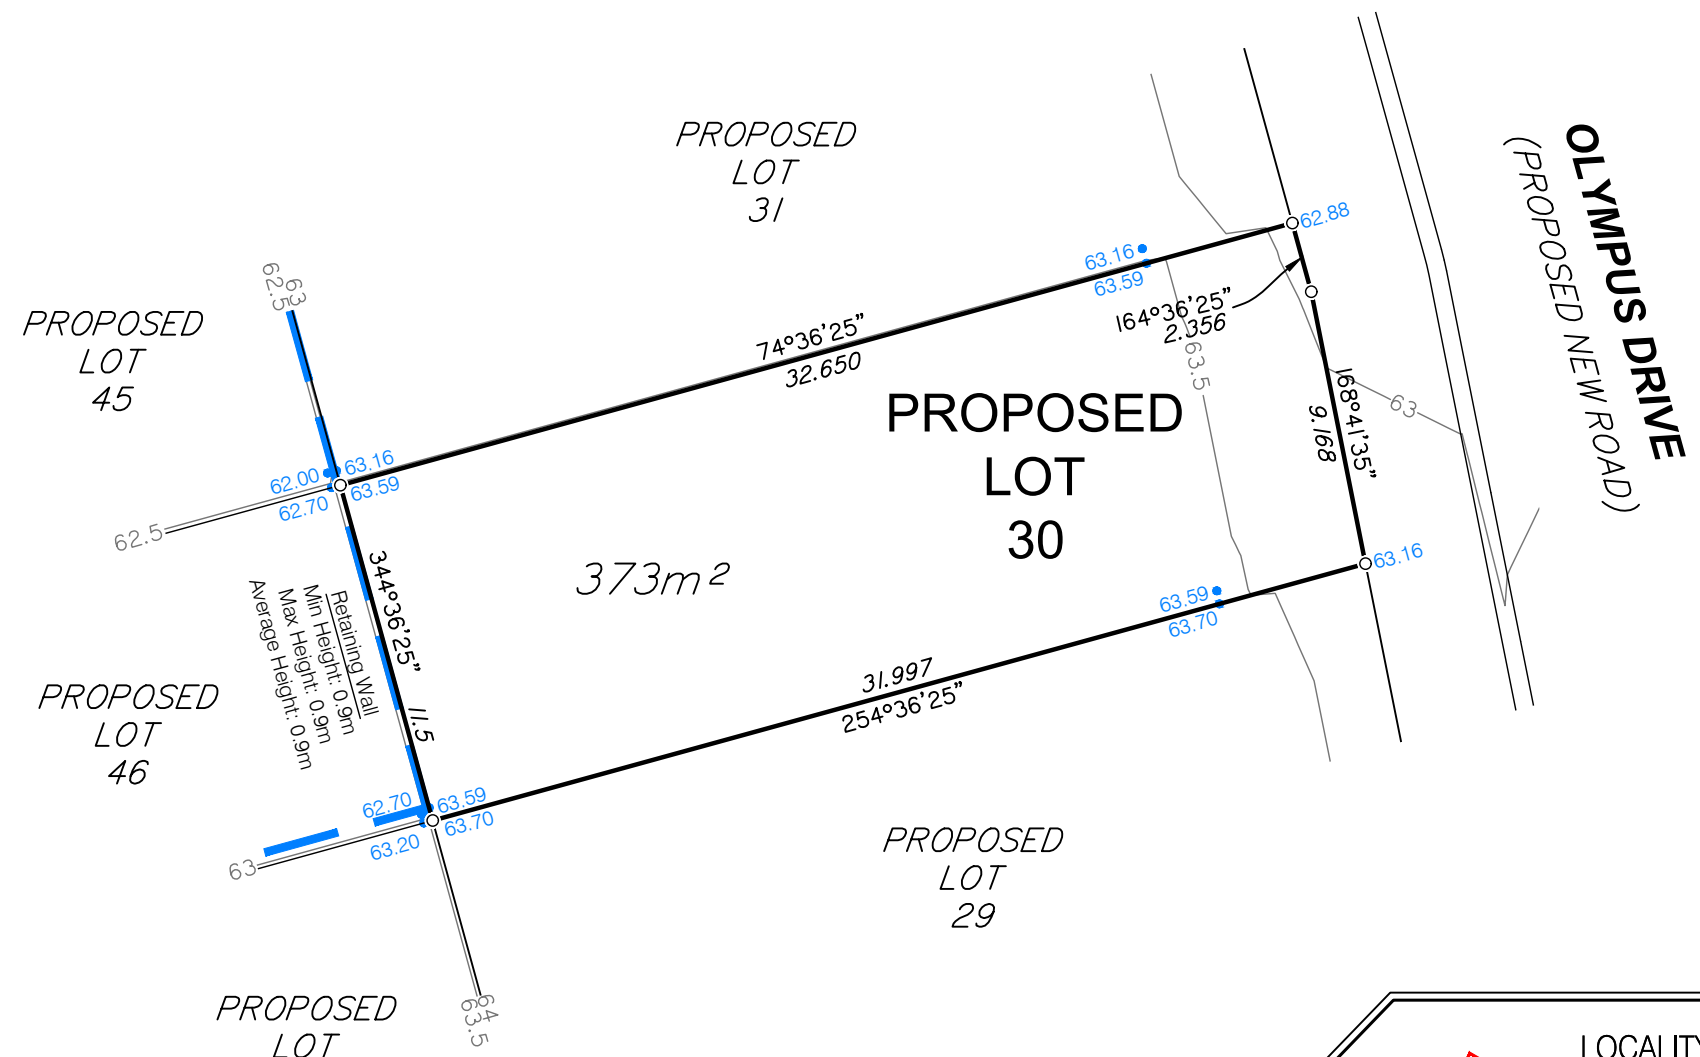 PROPOSED
LOT
31
OLYMPUS DRIVE
(PROPOSED NEW ROAD)
62.88
63.16
63.59
164°36'25"
2.356
74°36'25"
32.650
63.5
63
168°41'35"
9.168
PROPOSED
LOT
30
373m²
62.5
63
PROPOSED
LOT
45
62.00
63.16
62.70
63.59
62.5
344°36'25"
11.5
Retaining Wall
Min Height: 0.9m
Max Height: 0.9m
Average Height: 0.9m
63.16
63.59
63.70
31.997
254°36'25"
PROPOSED
LOT
46
62.70
63.59
63.20
63.70
63
PROPOSED
LOT
29
64
63.5
PROPOSED
LOT
LOCALITY